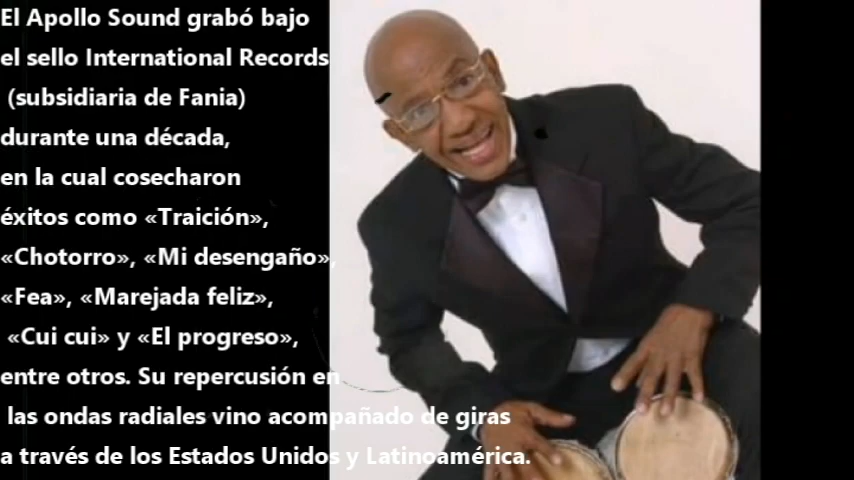 El Apollo Sound grabó bajo
el sello International Records
(subsidiaria de Fania)
durante una década,
en la cual cosecharon
éxitos como «Traición»,
«Chotorro», «Mi desengaño»,
«Fea», «Marejada feliz»,
«Cui cui» y «El progreso»,
entre otros. Su repercusión en
las ondas radiales vino acompañado de giras
a través de los Estados Unidos y Latinoamérica.